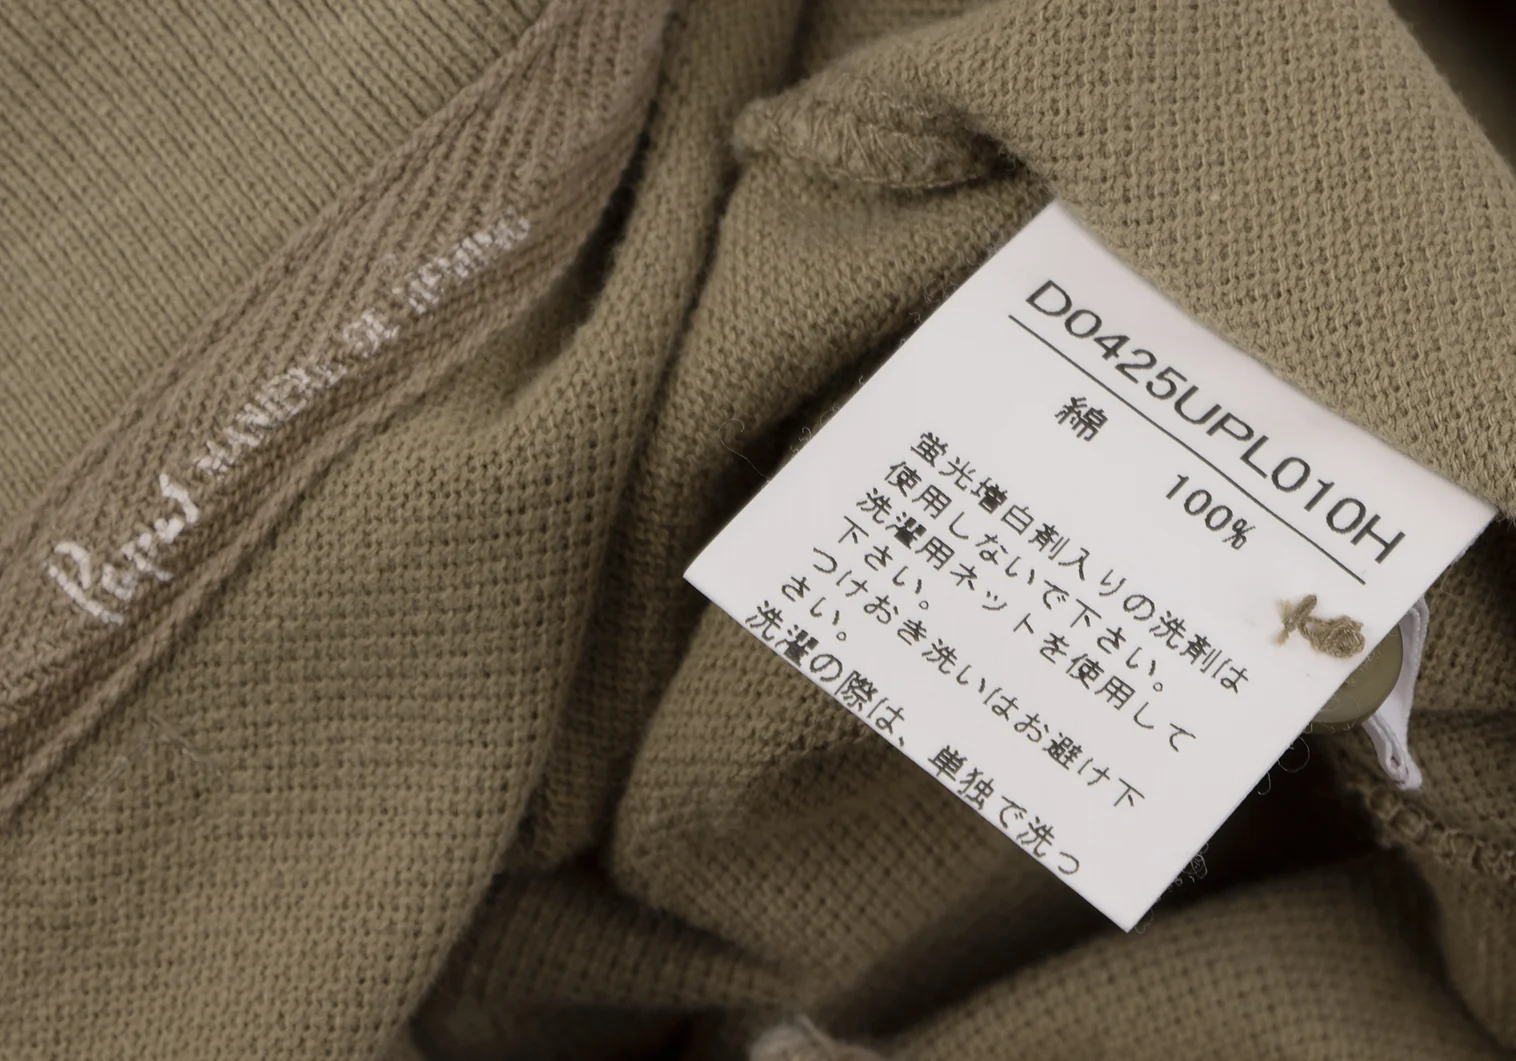 MANIERE DE
D0425UPL010H
綿 100%
蛍光増白剤入りの洗剤は
使用しないで下さい。
洗濯用ネットを使用して
下さい。
つけおき洗いはお避け下
さい。
洗濯の際は、単独で洗っ